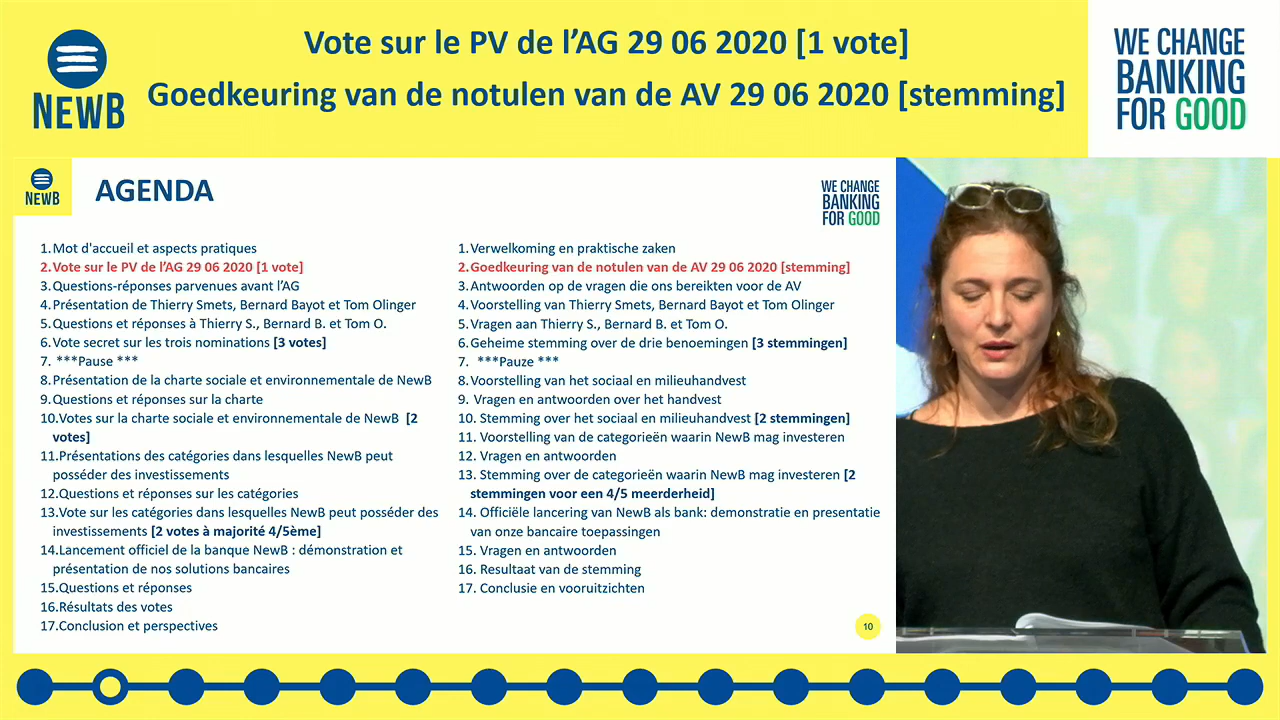 Vote sur le PV de l’AG 29 06 2020 [1 vote]
Goedkeuring van de notulen van de AV 29 06 2020 [stemming]
NEWB
WE CHANGE
BANKING
FOR GOOD
NEWB
AGENDA
WE CHANGE
BANKING
FOR GOOD
1. Mot d'accueil et aspects pratiques
2. Vote sur le PV de l’AG 29 06 2020 [1 vote]
3. Questions-réponses parvenues avant l’AG
4. Présentation de Thierry Smets, Bernard Bayot et Tom Olinger
5. Questions et réponses à Thierry S., Bernard B. et Tom O.
6. Vote secret sur les trois nominations [3 votes]
7. ***Pause ***
8. Présentation de la charte sociale et environnementale de NewB
9. Questions et réponses sur la charte
10.Votes sur la charte sociale et environnementale de NewB [2
votes]
11.Présentations des catégories dans lesquelles NewB peut
posséder des investissements
12.Questions et réponses sur les catégories
13.Vote sur les catégories dans lesquelles NewB peut posséder des
investissements [2 votes à majorité 4/5ème]
14.Lancement officiel de la banque NewB : démonstration et
présentation de nos solutions bancaires
15.Questions et réponses
16.Résultats des votes
17.Conclusion et perspectives
1. Verwelkoming en praktische zaken
2. Goedkeuring van de notulen van de AV 29 06 2020 [stemming]
3. Antwoorden op de vragen die ons bereikten voor de AV
4. Voorstelling van Thierry Smets, Bernard Bayot et Tom Olinger
5. Vragen aan Thierry S., Bernard B. et Tom O.
6. Geheime stemming over de drie benoemingen [3 stemmingen]
7. ***Pauze ***
8. Voorstelling van het sociaal en milieuhandvest
9. Vragen en antwoorden over het handvest
10. Stemming over het sociaal en milieuhandvest [2 stemmingen]
11. Voorstelling van de categorieën waarin NewB mag investeren
12. Vragen en antwoorden
13. Stemming over de categorieën waarin NewB mag investeren [2
stemmingen voor een 4/5 meerderheid]
14. Officiële lancering van NewB als bank: demonstratie en presentatie
van onze bancaire toepassingen
15. Vragen en antwoorden
16. Resultaat van de stemming
17. Conclusie en vooruitzichten
10